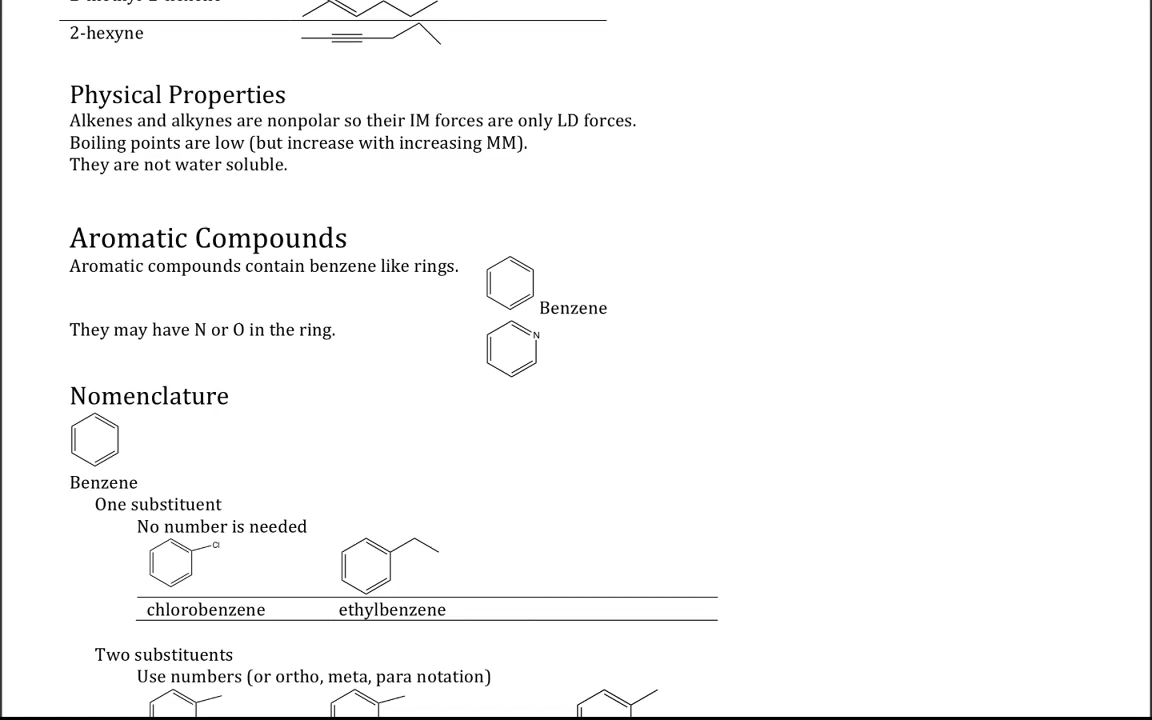 2-hexyne
Physical Properties
Alkenes and alkynes are nonpolar so their IM forces are only LD forces.
Boiling points are low (but increase with increasing MM).
They are not water soluble.
Aromatic Compounds
Aromatic compounds contain benzene like rings.
Benzene
They may have N or O in the ring.
N
Nomenclature
Benzene
One substituent
No number is needed
Cl
chlorobenzene ethylbenzene
Two substituents
Use numbers (or ortho, meta, para notation)